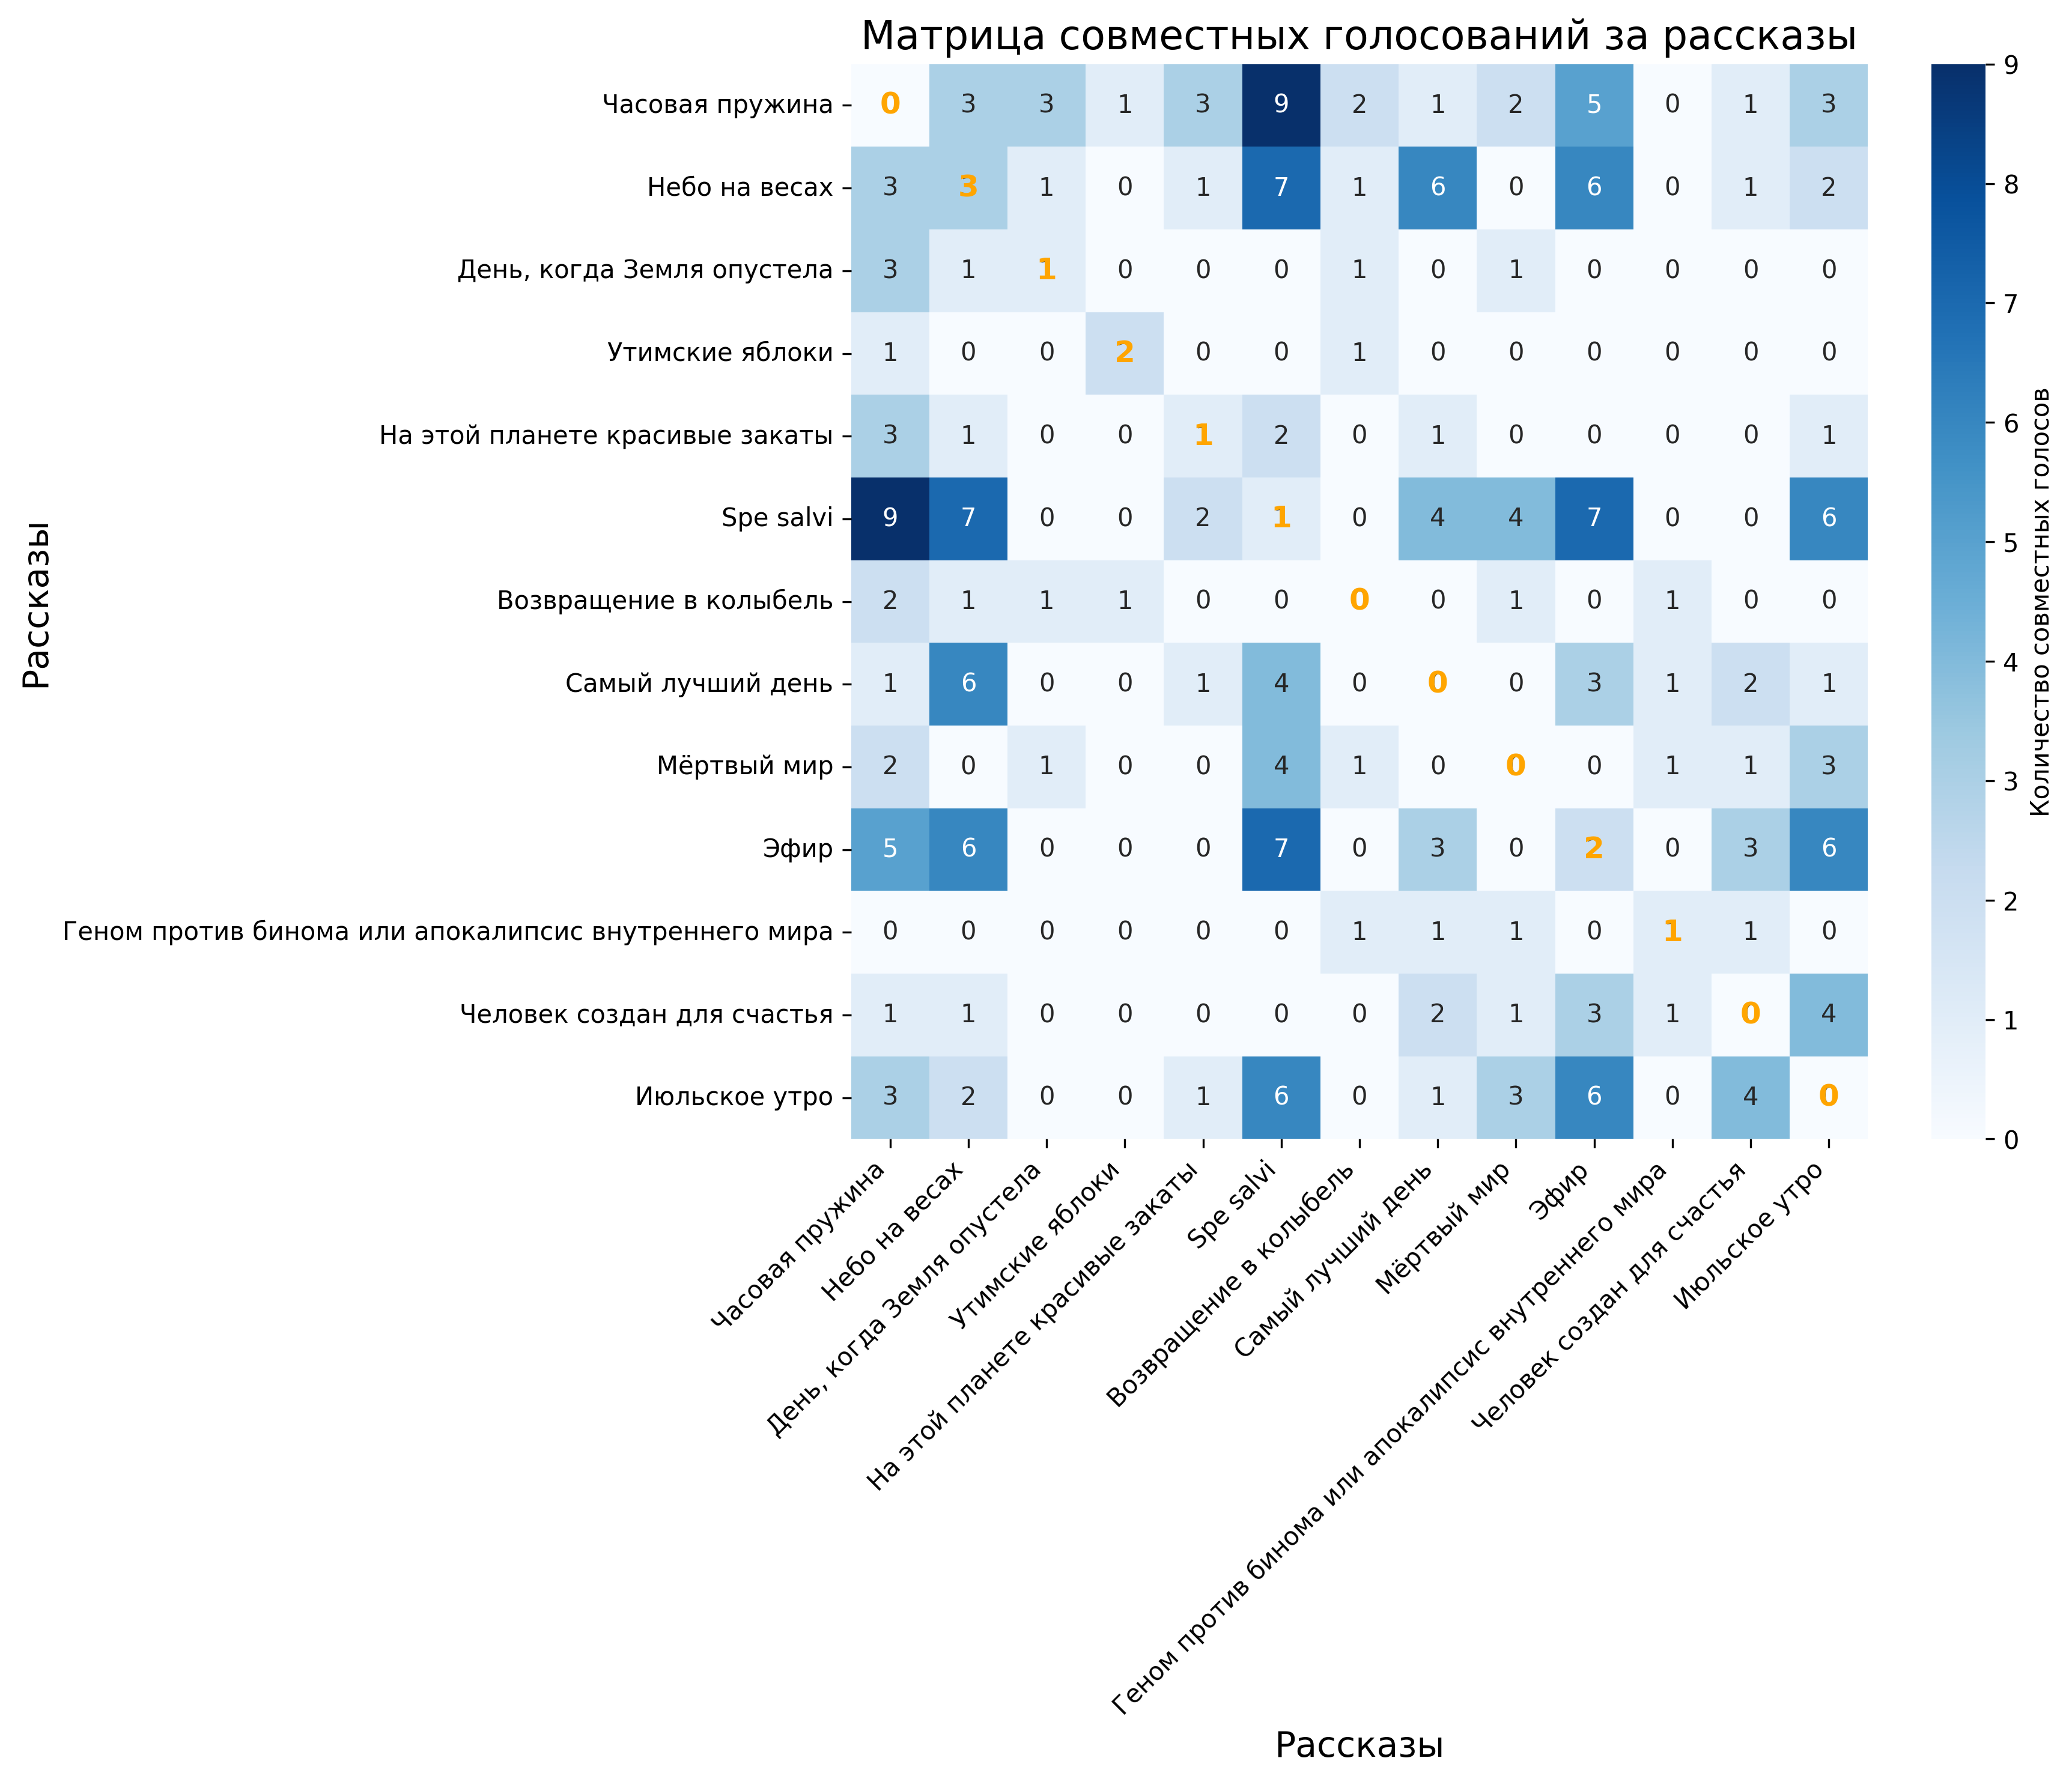 Матрица совместных голосований за рассказы
Рассказы
Часовая пружина 0 3 3 1 3 9 2 1 2 5 0 1 3
Небо на весах 3 3 1 0 1 7 1 6 0 6 0 1 2
День, когда Земля опустела 3 1 1 0 0 0 1 0 1 0 0 0 0
Утимские яблоки 1 0 0 2 0 0 1 0 0 0 0 0 0
На этой планете красивые закаты 3 1 0 0 1 2 0 1 0 0 0 0 1
Spe salvi 9 7 0 0 2 1 0 4 4 7 0 0 6
Возвращение в колыбель 2 1 1 1 0 0 0 0 1 0 1 0 0
Самый лучший день 1 6 0 0 1 4 0 0 0 3 1 2 1
Мёртвый мир 2 0 1 0 0 4 1 0 0 0 1 1 3
Эфир 5 6 0 0 0 7 0 3 0 2 0 3 6
Геном против бинома или апокалипсис внутреннего мира 0 0 0 0 0 0 1 1 1 0 1 1 0
Человек создан для счастья 1 1 0 0 0 0 0 2 1 3 1 0 4
Июльское утро 3 2 0 0 1 6 0 1 3 6 0 4 0
Часовая пружина
Небо на весах
День, когда Земля опустела
Утимские яблоки
На этой планете красивые закаты
Spe salvi
Возвращение в колыбель
Самый лучший день
Мёртвый мир
Эфир
Геном против бинома или апокалипсис внутреннего мира
Человек создан для счастья
Июльское утро
Рассказы
9
8
7
6
5
4
3
2
1
0
Количество совместных голосов